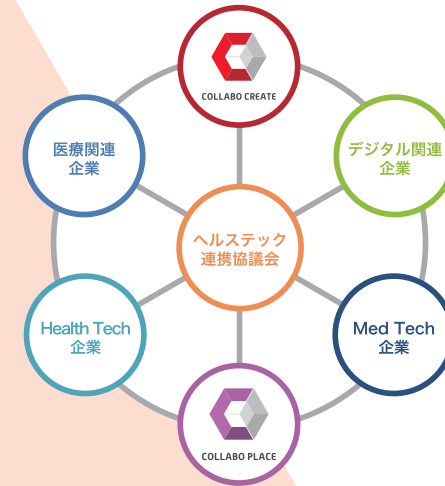 COLLABO CREATE
医療関連
企業
デジタル関連
企業
ヘルステック
連携協議会
Health Tech
企業
Med Tech
企業
COLLABO PLACE